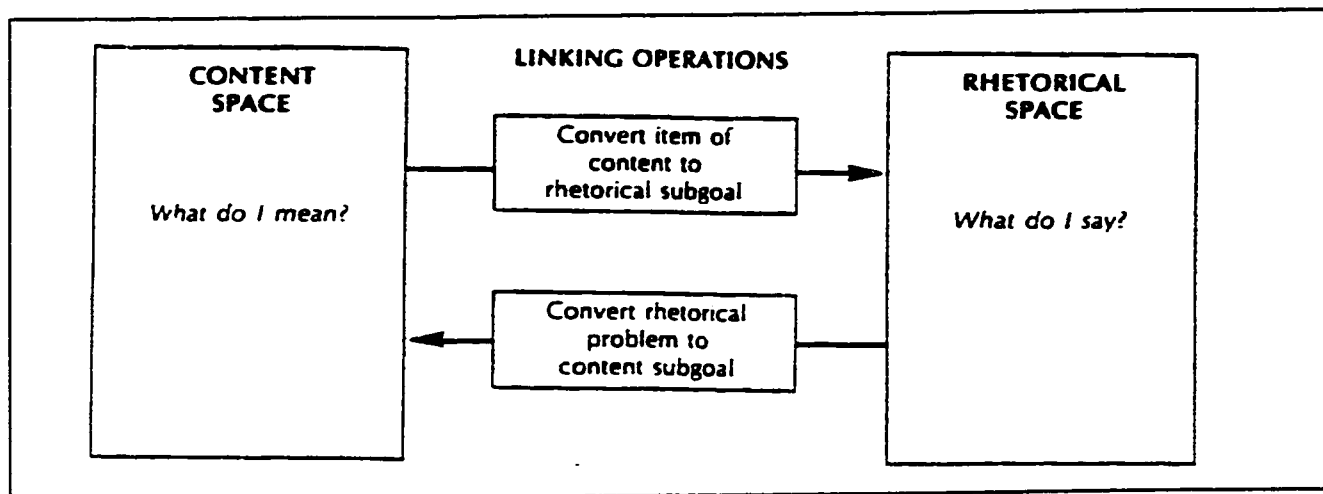 CONTENT
SPACE
What do I mean?
LINKING OPERATIONS
Convert item of
content to
rhetorical subgoal
Convert rhetorical
problem to
content subgoal
RHETORICAL
SPACE
What do I say?